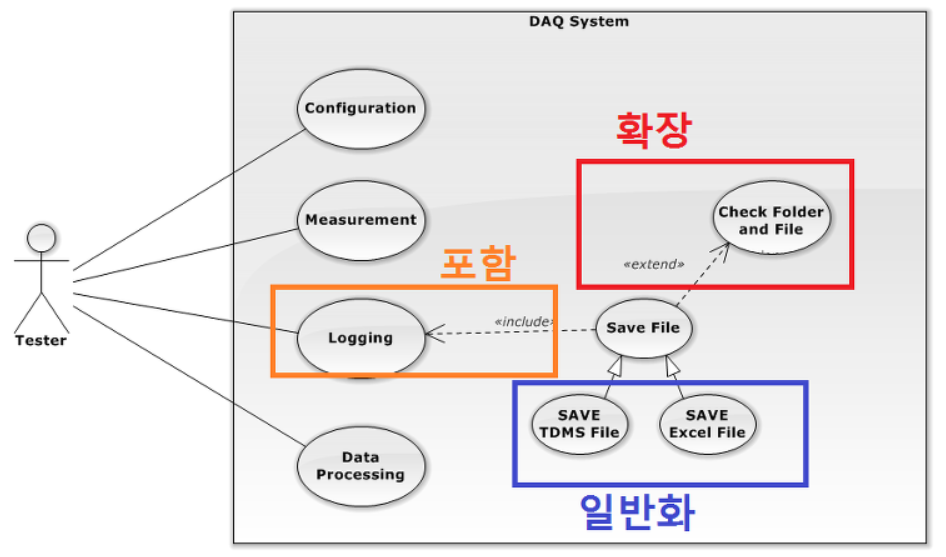 DAQ System
Configuration
확장
Measurement
Check Folder
and File
«extend»
포함
Tester
Logging
«include»
Save File
SAVE
TDMS File
SAVE
Excel File
Data
Processing
일반화